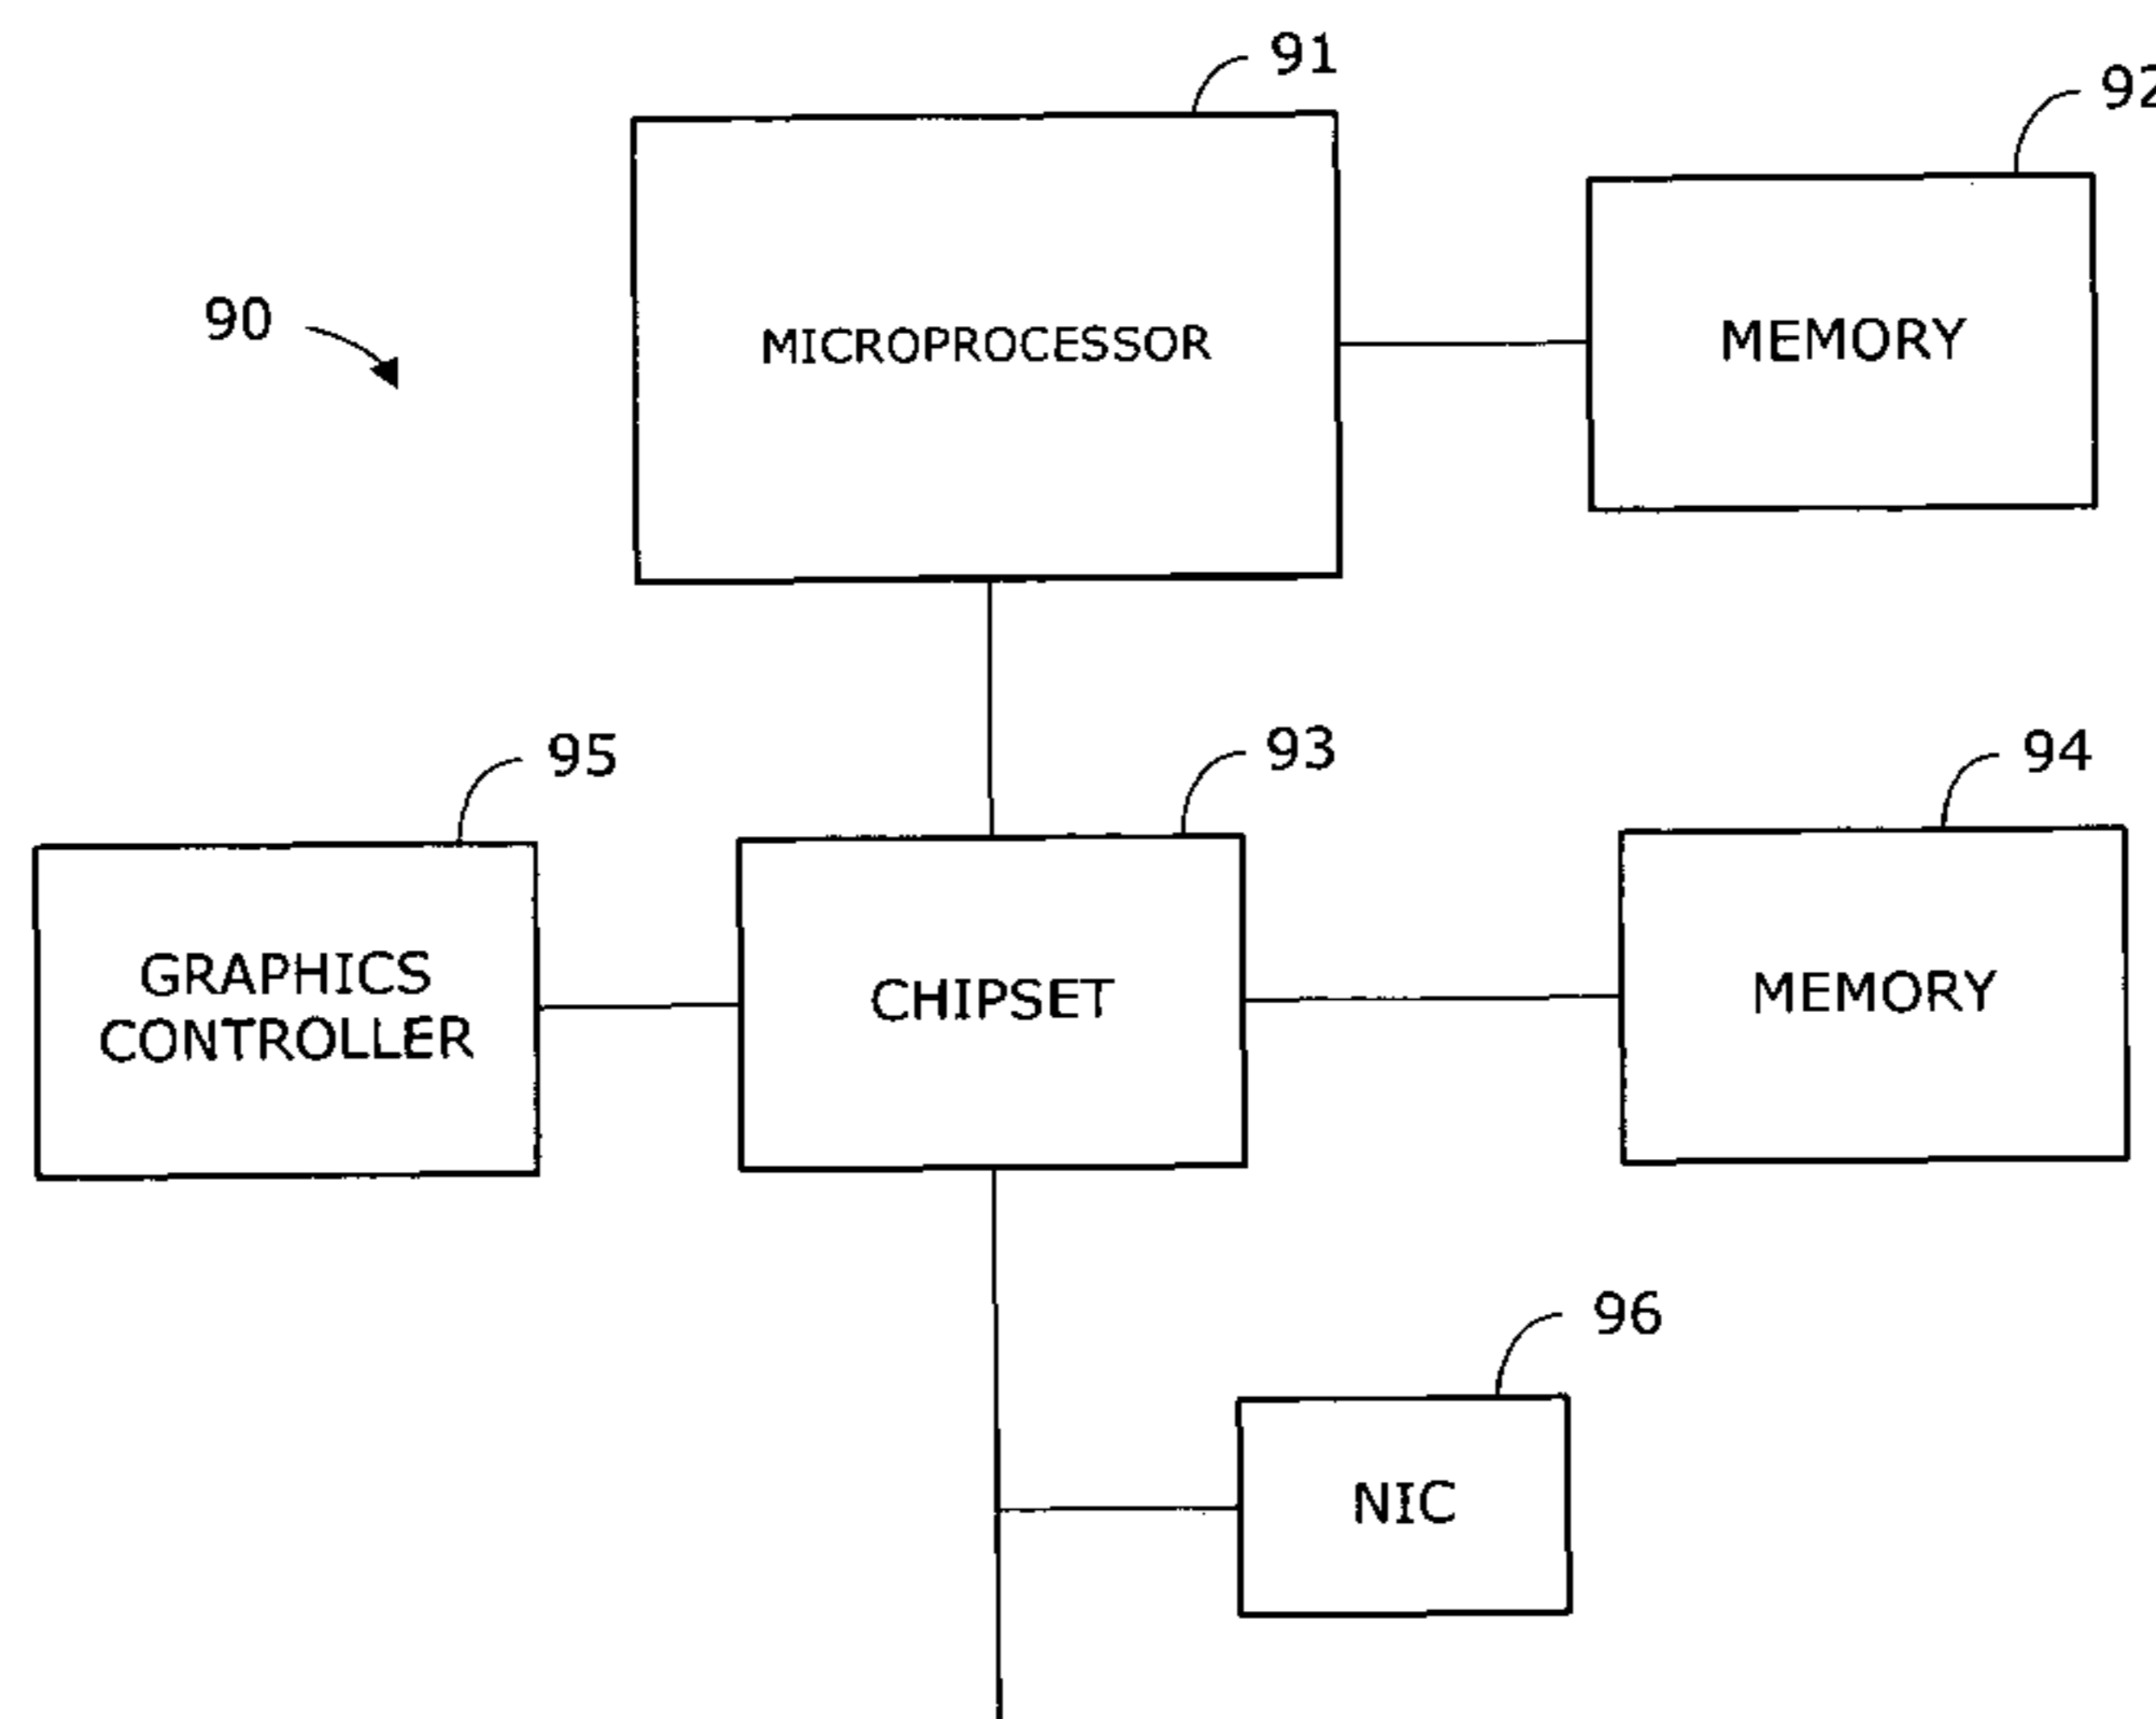 91
92
90
MICROPROCESSOR
MEMORY
95
93
94
GRAPHICS
CONTROLLER
CHIPSET
MEMORY
96
NIC